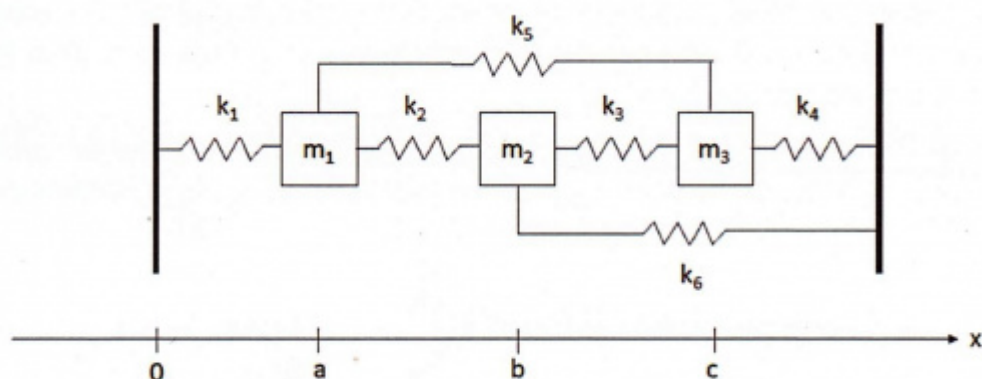 k₅
k₁ k₂ k₃ k₄
m₁ m₂ m₃
k₆
x
0 a b c